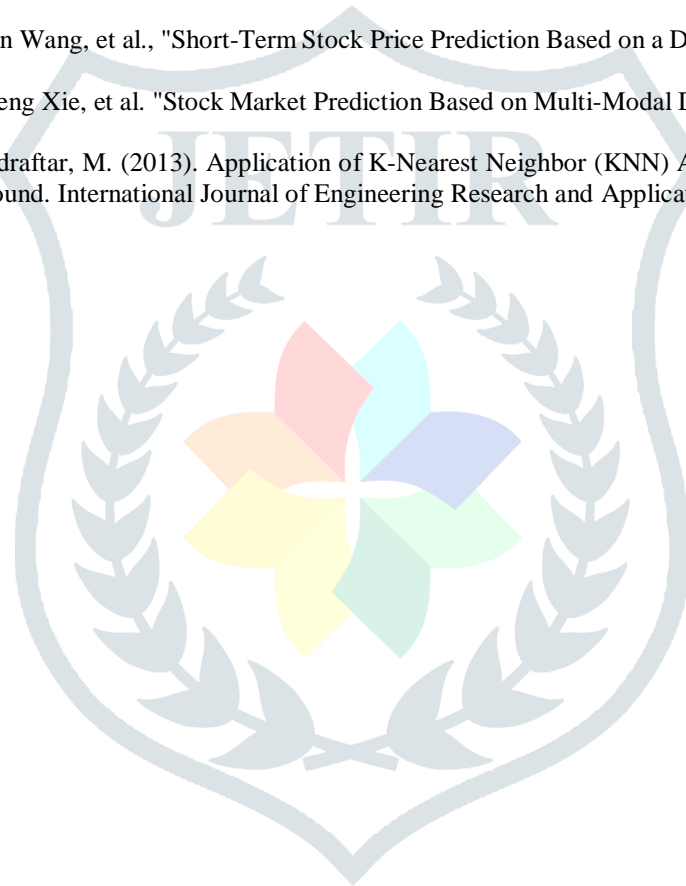 n Wang, et al., "Short-Term Stock Price Prediction Based on a D
eng Xie, et al. "Stock Market Prediction Based on Multi-Modal
draftar, M. (2013). Application of K-Nearest Neighbor (KNN) A
ound. International Journal of Engineering Research and Applica
JETIR